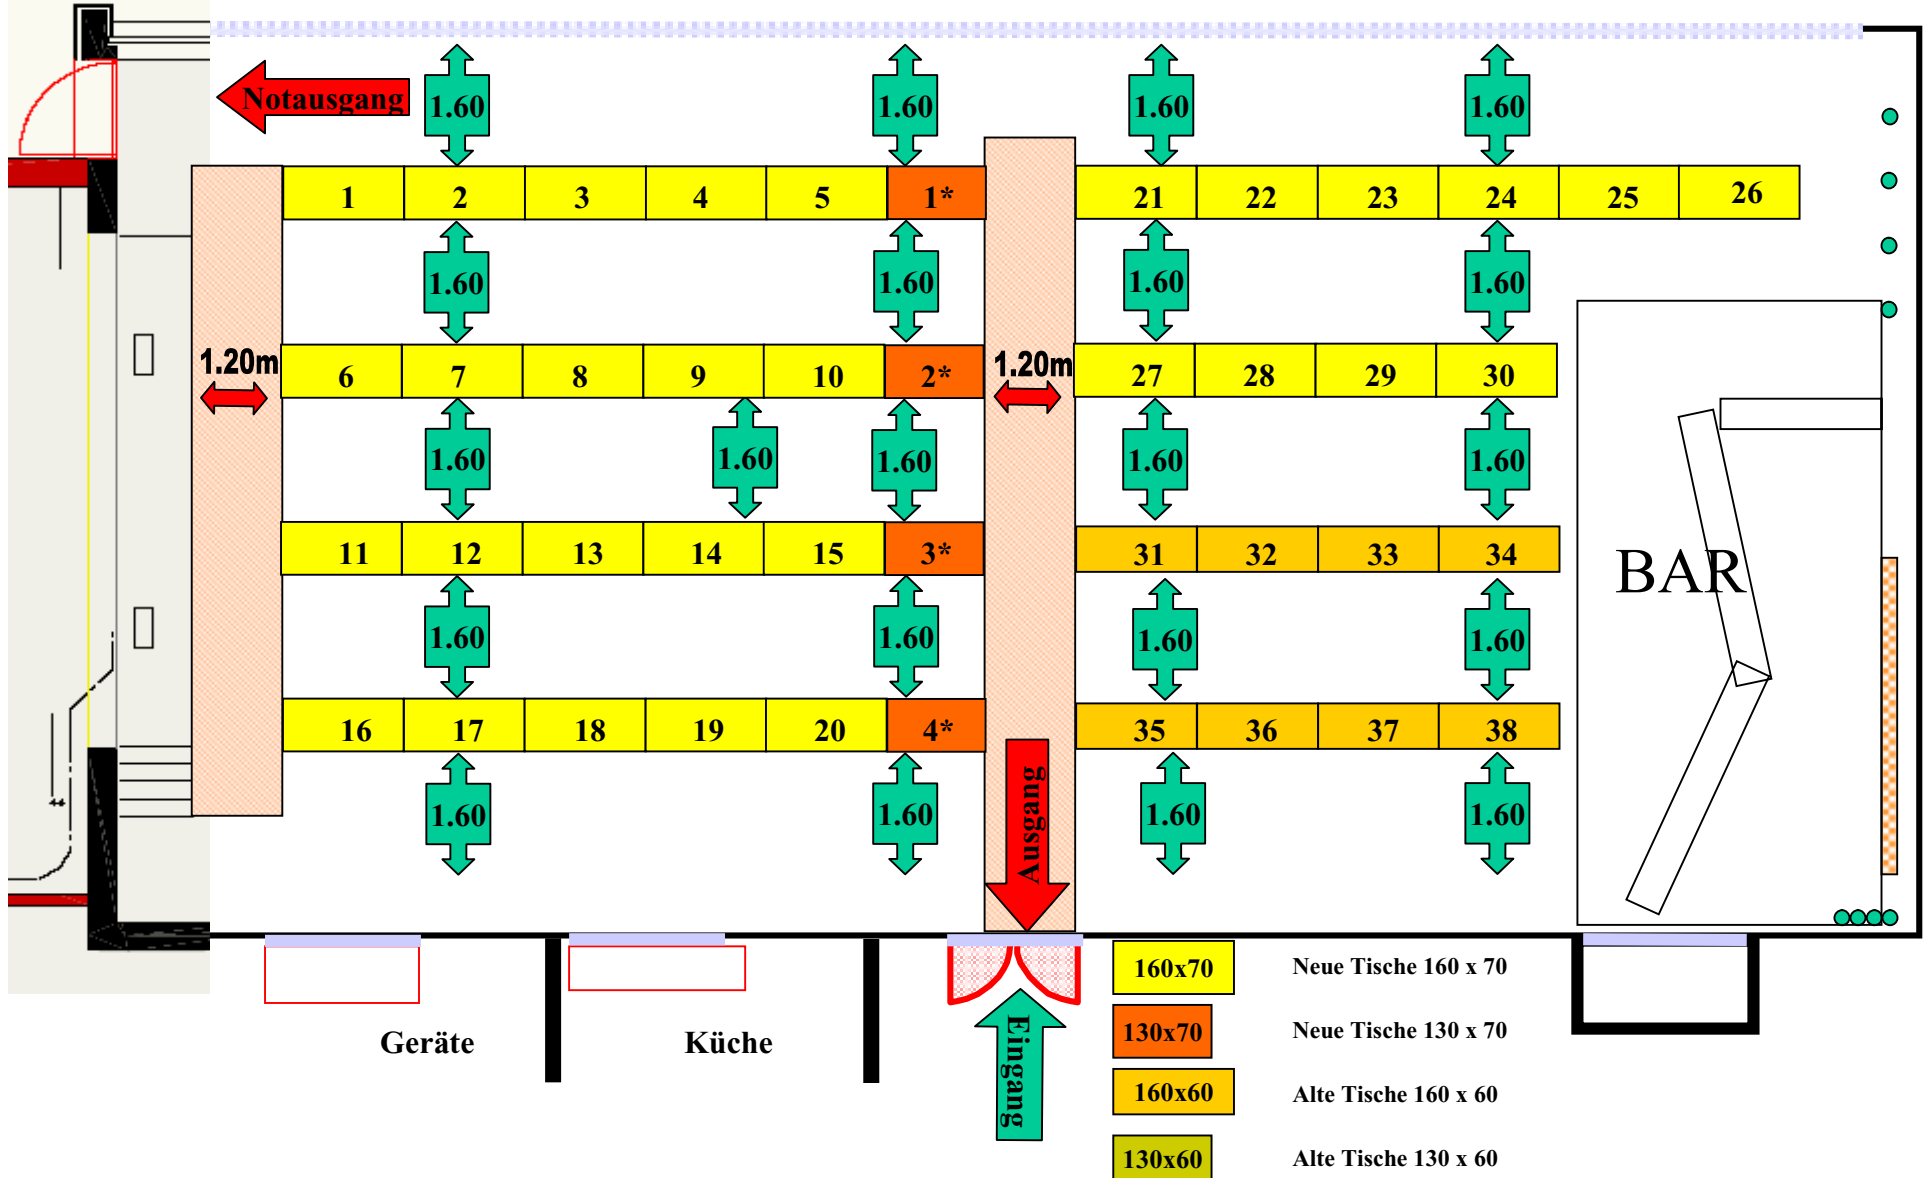 Notausgang
1.60 1.60 1.60 1.60
1 2 3 4 5 1* 21 22 23 24 25 26
1.60 1.60 1.60 1.60
1.20m 1.20m
6 7 8 9 10 2* 27 28 29 30
1.60 1.60 1.60 1.60 1.60
11 12 13 14 15 3* 31 32 33 34
BAR
1.60 1.60 1.60 1.60
16 17 18 19 20 4* 35 36 37 38
1.60 1.60 1.60 1.60
Ausgang
Geräte Küche
Eingang
160x70 Neue Tische 160 x 70
130x70 Neue Tische 130 x 70
160x60 Alte Tische 160 x 60
130x60 Alte Tische 130 x 60